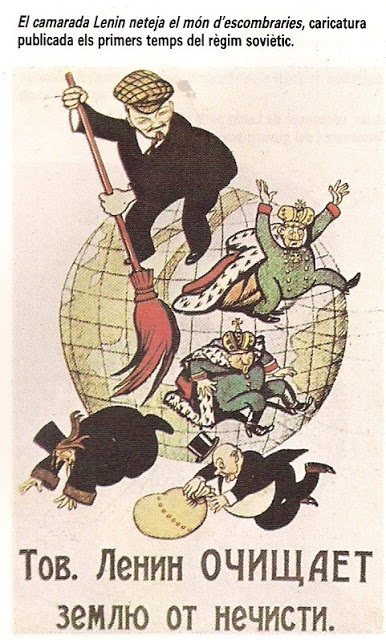 El camarada Lenin neteja el món d'escombraries, caricatura
publicada els primers temps del règim soviètic.
Тов. Ленин ОЧИЩАЕТ
землю от нечисти.